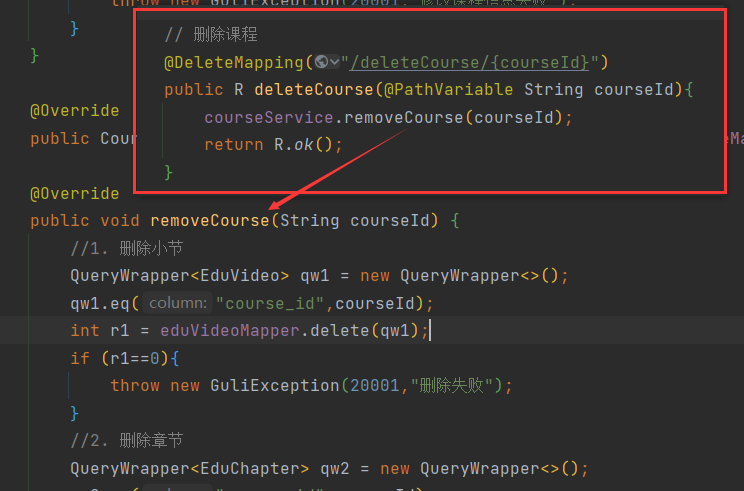 throw new GuliException(20001,"修改课程信息失败");
}
}
// 删除课程
@DeleteMapping("/deleteCourse/{courseId}")
public R deleteCourse(@PathVariable String courseId){
courseService.removeCourse(courseId);
return R.ok();
}
@Override
public Cour
@Override
public void removeCourse(String courseId) {
//1. 删除小节
QueryWrapper<EduVideo> qw1 = new QueryWrapper<>();
qw1.eq( column: "course_id",courseId);
int r1 = eduVideoMapper.delete(qw1);
if (r1==0){
throw new GuliException(20001,"删除失败");
}
//2. 删除章节
QueryWrapper<EduChapter> qw2 = new QueryWrapper<>();